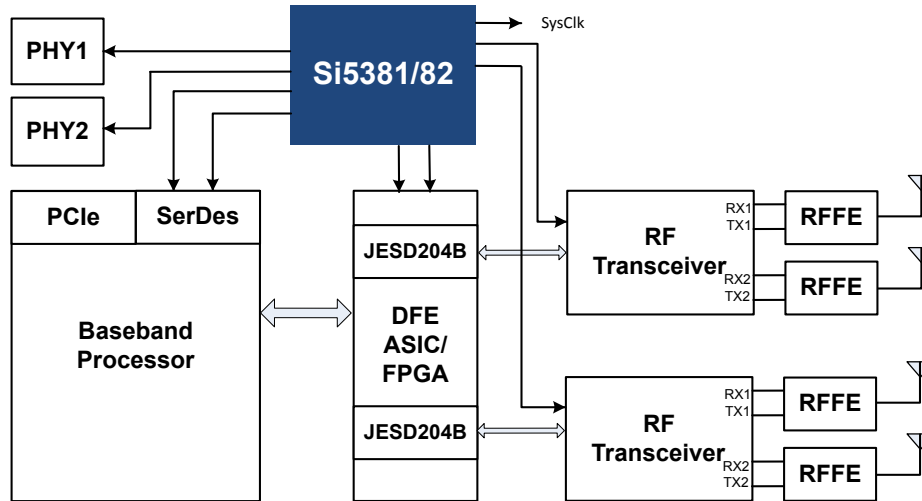 SysClk
PHY1
Si5381/82
PHY2
PCIe
SerDes
JESD204B
Baseband
Processor
DFE
ASIC/
FPGA
JESD204B
RF
Transceiver
RX1
TX1
RX2
TX2
RFFE
RFFE
RF
Transceiver
RX1
TX1
RX2
TX2
RFFE
RFFE